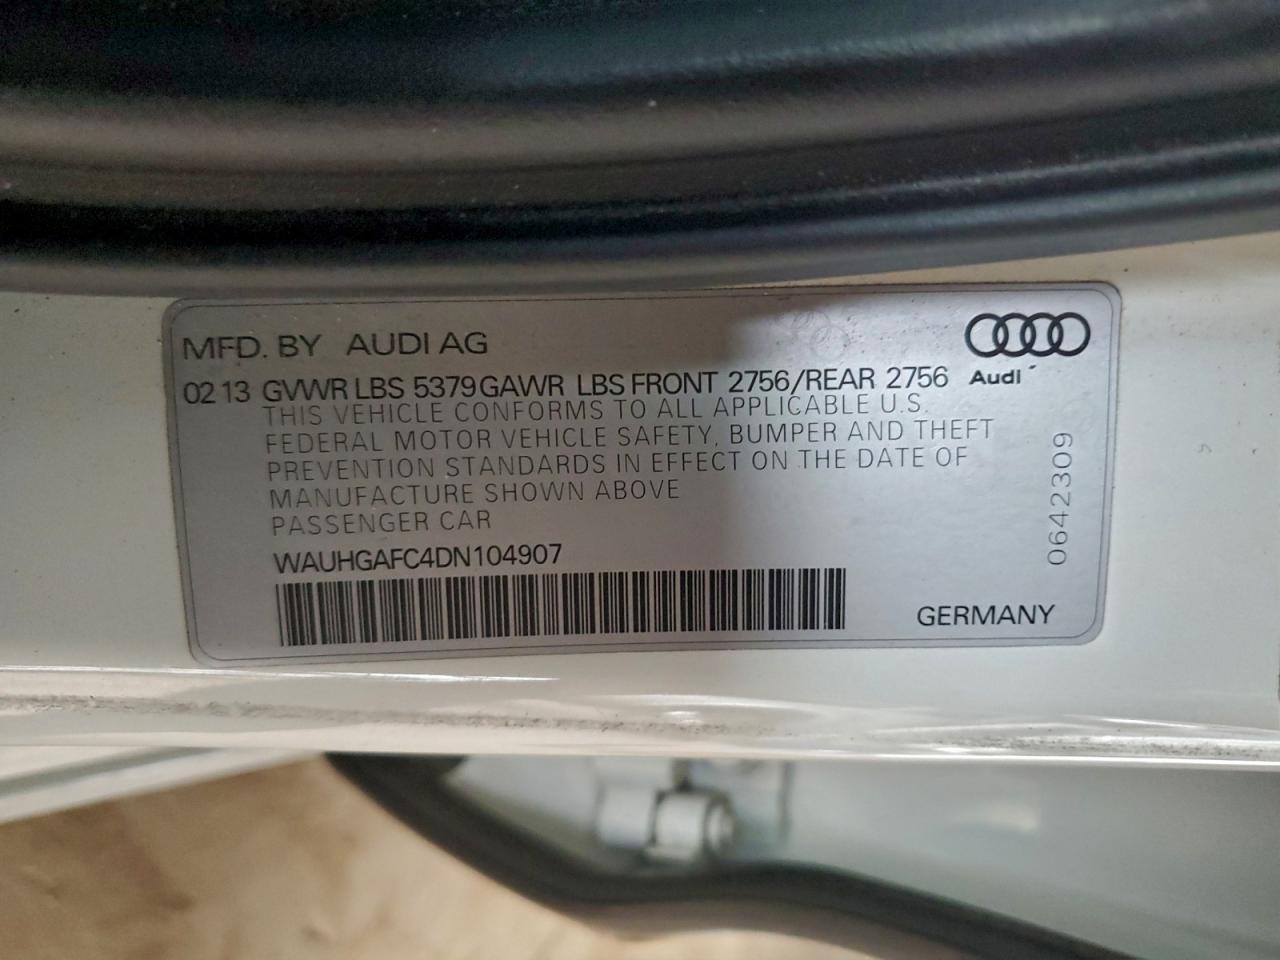 MFD. BY AUDI AG
02 13 GVWR LBS 5379 GAWR LBS FRONT 2756/REAR 2756
Audi
THIS VEHICLE CONFORMS TO ALL APPLICABLE U.S.
FEDERAL MOTOR VEHICLE SAFETY, BUMPER AND THEFT
PREVENTION STANDARDS IN EFFECT ON THE DATE OF
MANUFACTURE SHOWN ABOVE
PASSENGER CAR
WAUHGAFC4DN104907
GERMANY
0642309